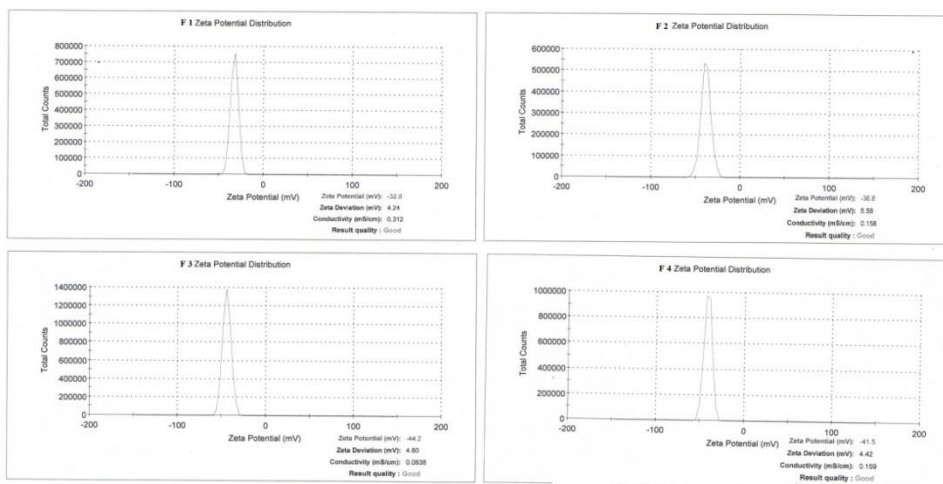 F 1 Zeta Potential Distribution
800000
700000
600000
500000
400000
300000
200000
100000
0
Total Counts
-200
-100
0
100
200
Zeta Potential (mV)
Zeta Potential (mV): -32.8
Zeta Deviation (mV): 4.24
Conductivity (mS/cm): 0.312
Result quality : Good
F 2 Zeta Potential Distribution
600000
500000
400000
300000
200000
100000
0
Total Counts
-200
-100
0
100
200
Zeta Potential (mV)
Zeta Potential (mV): -38.8
Zeta Deviation (mV): 5.58
Conductivity (mS/cm): 0.158
Result quality : Good
F 3 Zeta Potential Distribution
1400000
1200000
1000000
800000
600000
400000
200000
0
Total Counts
-200
-100
0
100
200
Zeta Potential (mV)
Zeta Potential (mV): -44.2
Zeta Deviation (mV): 4.80
Conductivity (mS/cm): 0.0838
Result quality : Good
F 4 Zeta Potential Distribution
1000000
800000
600000
400000
200000
0
Total Counts
-200
-100
0
100
200
Zeta Potential (mV)
Zeta Potential (mV): -41.5
Zeta Deviation (mV): 4.42
Conductivity (mS/cm): 0.159
Result quality : Good